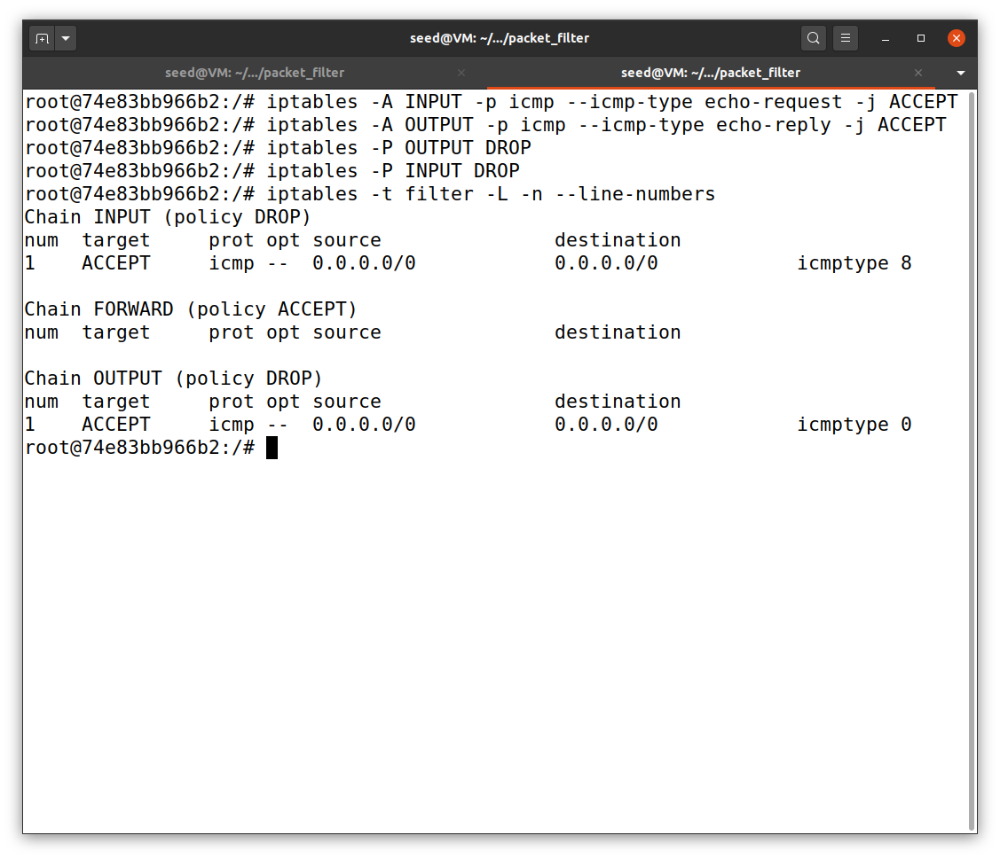 seed@VM: ~/.../packet_filter
seed@VM: ~/.../packet_filter
seed@VM: ~/.../packet_filter
root@74e83bb966b2:/# iptables -A INPUT -p icmp --icmp-type echo-request -j ACCEPT
root@74e83bb966b2:/# iptables -A OUTPUT -p icmp --icmp-type echo-reply -j ACCEPT
root@74e83bb966b2:/# iptables -P OUTPUT DROP
root@74e83bb966b2:/# iptables -P INPUT DROP
root@74e83bb966b2:/# iptables -t filter -L -n --line-numbers
Chain INPUT (policy DROP)
num  target     prot opt source               destination
1    ACCEPT     icmp --  0.0.0.0/0            0.0.0.0/0            icmptype 8

Chain FORWARD (policy ACCEPT)
num  target     prot opt source               destination

Chain OUTPUT (policy DROP)
num  target     prot opt source               destination
1    ACCEPT     icmp --  0.0.0.0/0            0.0.0.0/0            icmptype 0
root@74e83bb966b2:/#